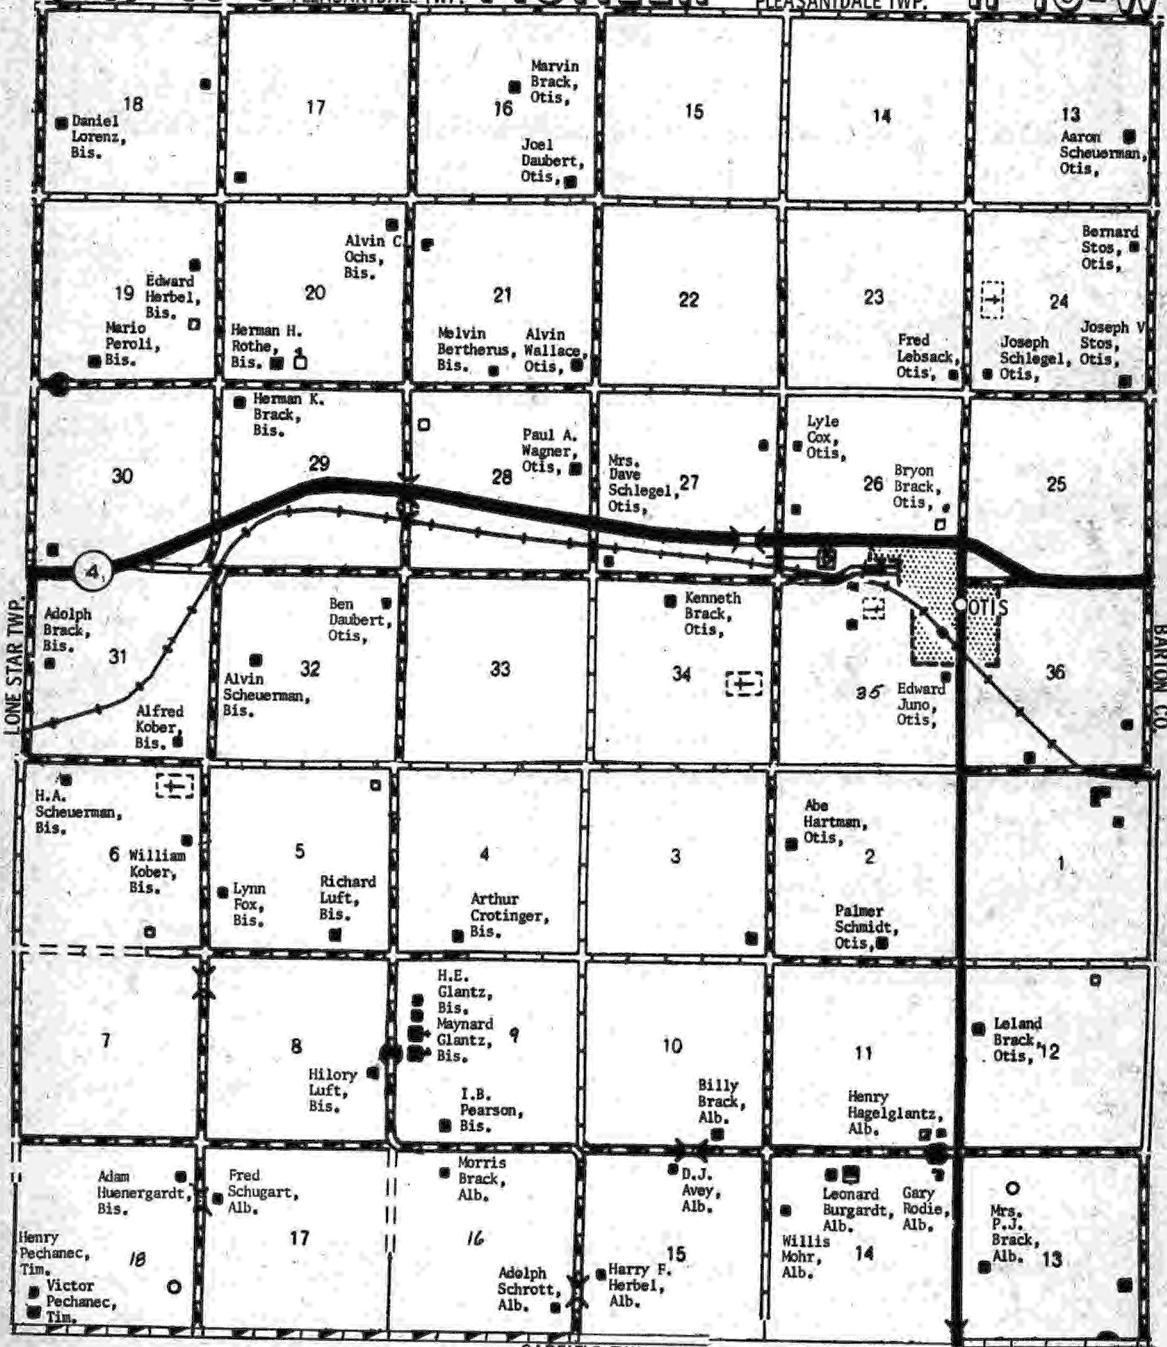 PLEASANTDALE TWP.
PLEASANTDALE TWP.
18
Daniel
Lorenz,
Bis.
17
Marvin
Brack,
Otis,
16
Joel
Daubert,
Otis,
15
14
13
Aaron
Scheuerman,
Otis,
19
Edward
Herbel,
Bis.
Mario
Peroli,
Bis.
Alvin C.
Ochs,
Bis.
20
Herman H.
Rothe,
Bis.
21
Melvin
Bertherus,
Bis.
Alvin
Wallace,
Otis,
22
23
Fred
Lebsack,
Otis,
Bernard
Stos,
Otis,
24
Joseph
Schlegel,
Otis,
Joseph V
Stos,
Otis,
30
Herman K.
Brack,
Bis.
29
Paul A.
Wagner,
Otis,
28
Mrs.
Dave
Schlegel,
Otis,
27
Lyle
Cox,
Otis,
26
Bryon
Brack,
Otis,
25
4
LONE STAR TWP.
Adolph
Brack,
Bis.
31
Alfred
Kober,
Bis.
Ben
Daubert,
Otis,
32
Alvin
Scheuerman,
Bis.
33
Kenneth
Brack,
Otis,
34
35
Edward
Juno,
Otis,
OTIS
36
BARTON CO.
H.A.
Scheuerman,
Bis.
6
William
Kober,
Bis.
5
Lynn
Fox,
Bis.
Richard
Luft,
Bis.
4
Arthur
Crotinger,
Bis.
3
Abe
Hartman,
Otis,
2
Palmer
Schmidt,
Otis,
1
7
8
Hilory
Luft,
Bis.
H.E.
Glantz,
Bis.
Maynard
Glantz,
Bis.
9
I.B.
Pearson,
Bis.
10
Billy
Brack,
Alb.
11
Henry
Hagelglantz,
Alb.
Leland
Brack,
Otis,
12
Adam
Huenergardt,
Bis.
Henry
Pechanec,
Tim.
18
Victor
Pechanec,
Tim.
Fred
Schugart,
Alb.
17
Morris
Brack,
Alb.
16
Adolph
Schrott,
Alb.
D.J.
Avey,
Alb.
15
Harry F.
Herbel,
Alb.
Leonard
Burgardt,
Alb.
Gary
Rodie,
Alb.
Willis
Mohr,
Alb.
14
Mrs.
P.J.
Brack,
Alb.
13